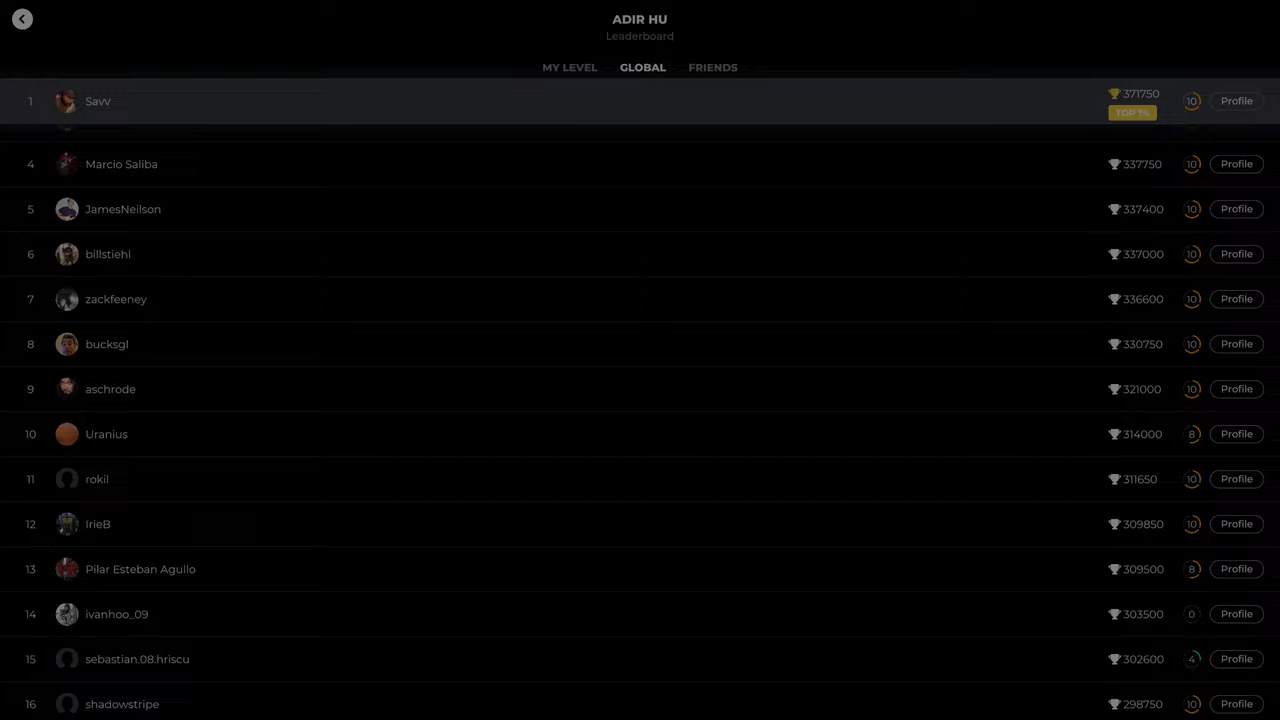 ADIR HU
Leaderboard
MY LEVEL GLOBAL FRIENDS
1 Savv 371750 TOP 1% 10 Profile
4 Marcio Saliba 337750 10 Profile
5 JamesNeilson 337400 10 Profile
6 billstiehl 337000 10 Profile
7 zackfeeney 336600 10 Profile
8 bucksgl 330750 10 Profile
9 aschrode 321000 10 Profile
10 Uranius 314000 8 Profile
11 rokil 311650 10 Profile
12 IrieB 309850 10 Profile
13 Pilar Esteban Agullo 309500 8 Profile
14 ivanhoo_09 303500 0 Profile
15 sebastian.08.hriscu 302600 4 Profile
16 shadowstripe 298750 10 Profile